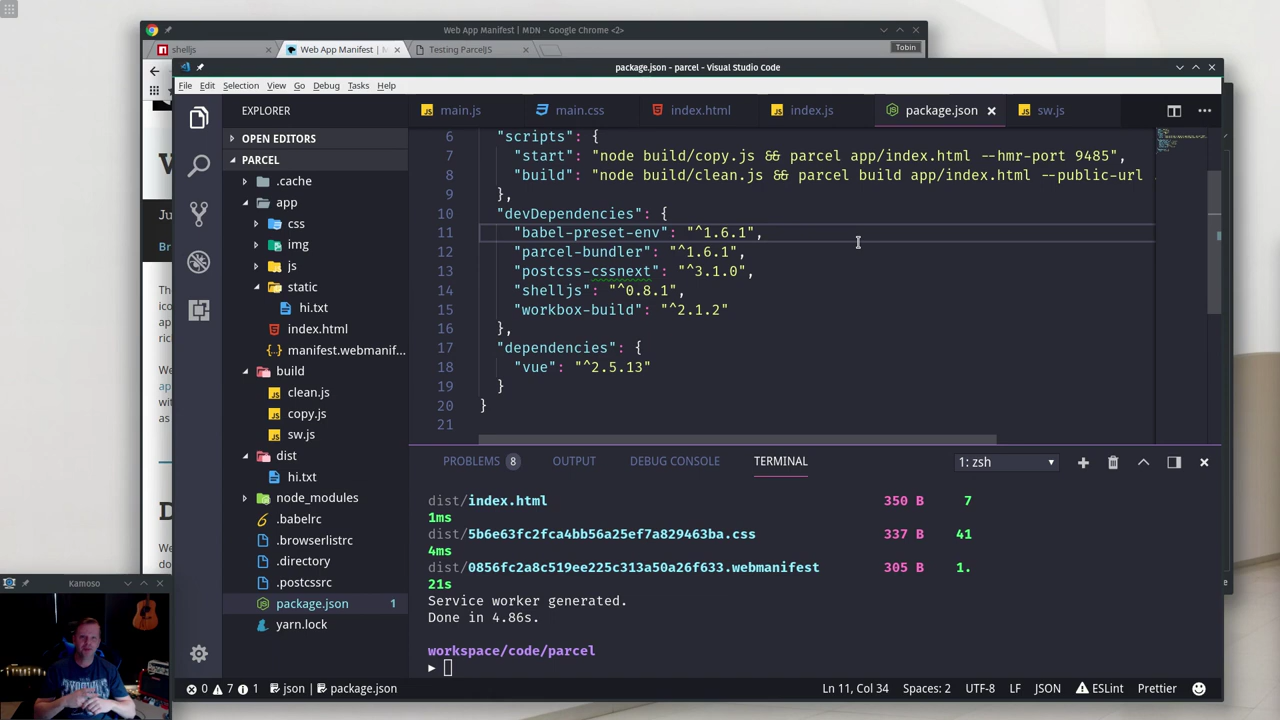 Web App Manifest | MDN - Google Chrome <2>
shelljs
Web App Manifest | M
Testing ParcelJS
Tobin
package.json - parcel - Visual Studio Code
File Edit Selection View Go Debug Tasks Help
EXPLORER
OPEN EDITORS
PARCEL
.cache
app
css
img
js
static
hi.txt
index.html
manifest.webmanif...
build
clean.js
copy.js
sw.js
dist
hi.txt
node_modules
.babelrc
.browserlistrc
.directory
.postcssrc
package.json 1
yarn.lock
main.js main.css index.html index.js package.json sw.js
6 "scripts": {
7 "start": "node build/copy.js && parcel app/index.html --hmr-port 9485",
8 "build": "node build/clean.js && parcel build app/index.html --public-url
9 },
10 "devDependencies": {
11 "babel-preset-env": "^1.6.1",
12 "parcel-bundler": "^1.6.1",
13 "postcss-cssnext": "^3.1.0",
14 "shelljs": "^0.8.1",
15 "workbox-build": "^2.1.2"
16 },
17 "dependencies": {
18 "vue": "^2.5.13"
19 }
20 }
21
PROBLEMS 8 OUTPUT DEBUG CONSOLE TERMINAL 1: zsh
dist/index.html 350 B 7
1ms
dist/5b6e63fc2fca4bb56a25ef7a829463ba.css 337 B 41
4ms
dist/0856fc2a8c519ee225c313a50a26f633.webmanifest 305 B 1.
21s
Service worker generated.
Done in 4.86s.
workspace/code/parcel
0 7 1 json package.json Ln 11, Col 34 Spaces: 2 UTF-8 LF JSON ESLint Prettier
Kamoso